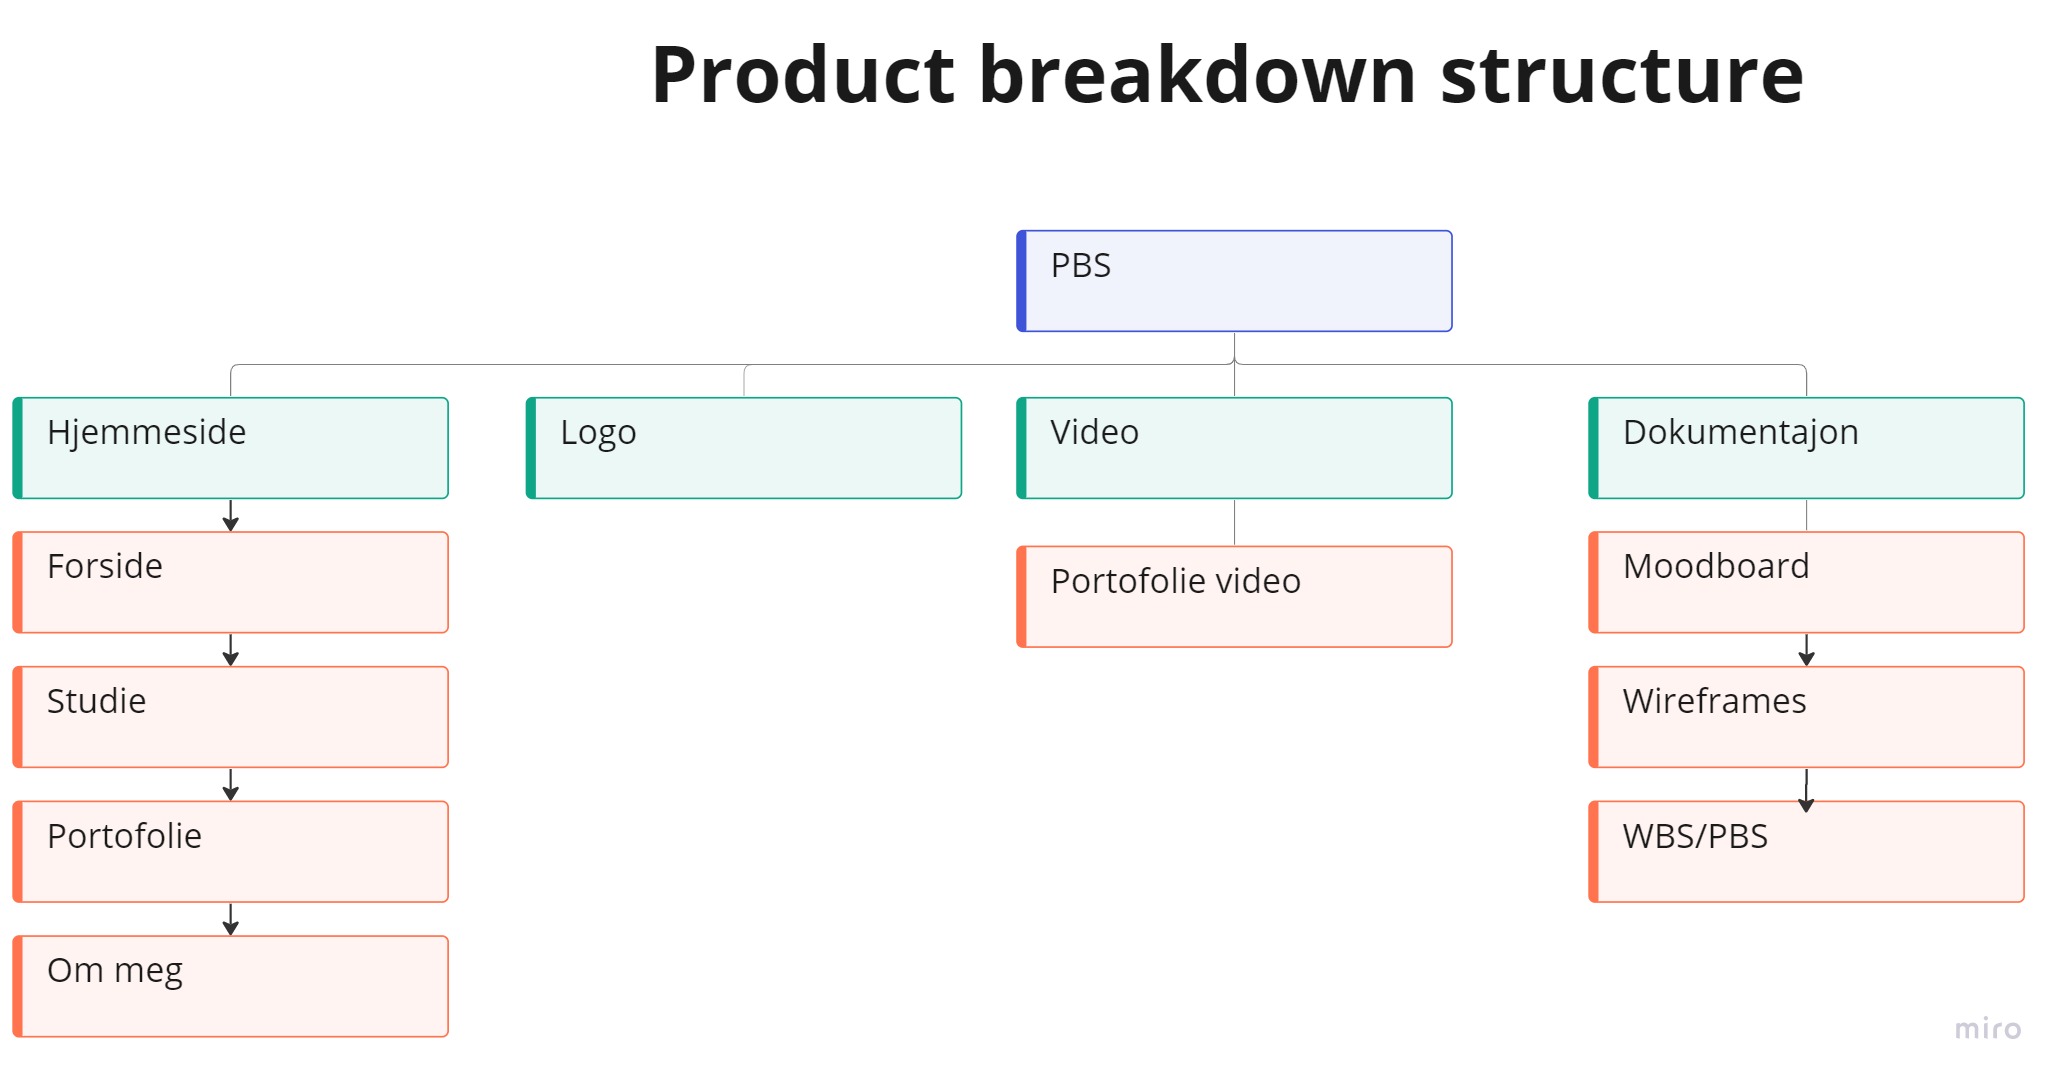 Product breakdown structure
PBS
Hjemmeside
Logo
Video
Dokumentajon
Forside
Studie
Portofolie
Om meg
Portofolie video
Moodboard
Wireframes
WBS/PBS
miro